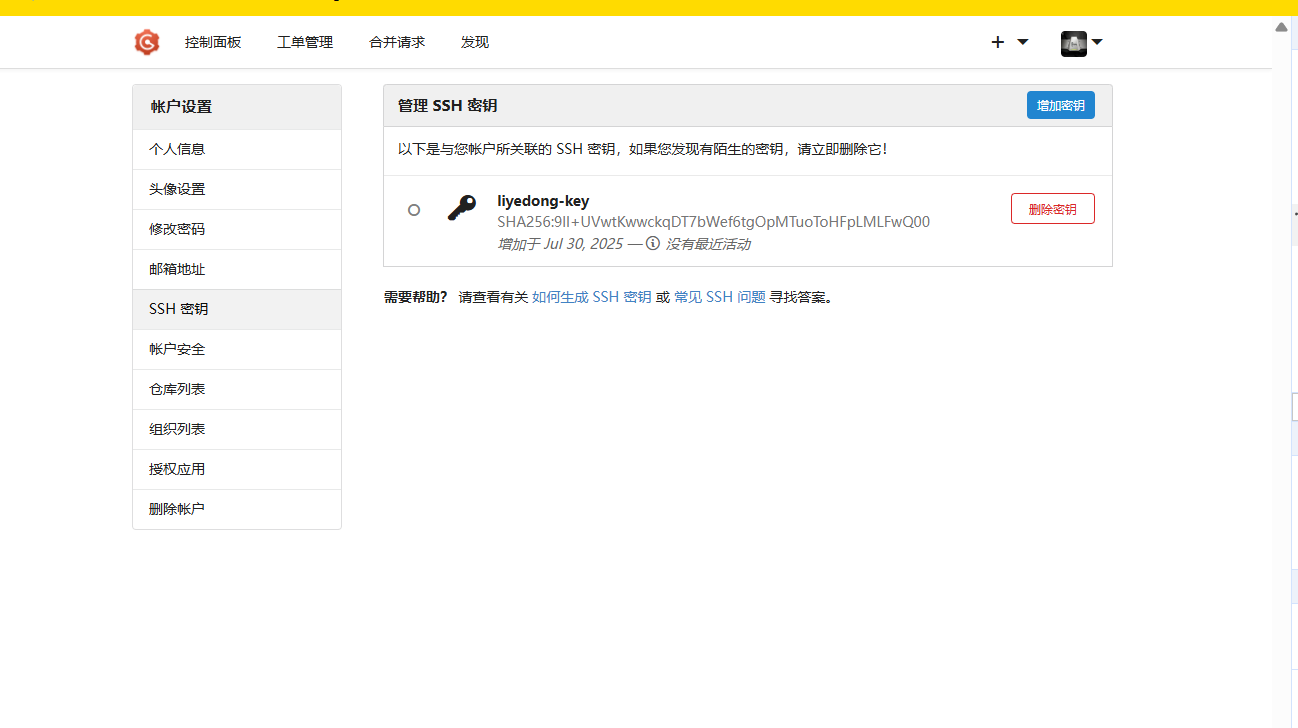 控制面板 工单管理 合并请求 发现
帐户设置
个人信息
头像设置
修改密码
邮箱地址
SSH 密钥
帐户安全
仓库列表
组织列表
授权应用
删除帐户
管理 SSH 密钥 增加密钥
以下是与您帐户所关联的 SSH 密钥，如果您发现有陌生的密钥，请立即删除它！
liyedong-key 删除密钥
增加于 Jul 30, 2025 — 没有最近活动
需要帮助？ 请查看有关 如何生成 SSH 密钥 或 常见 SSH 问题 寻找答案。